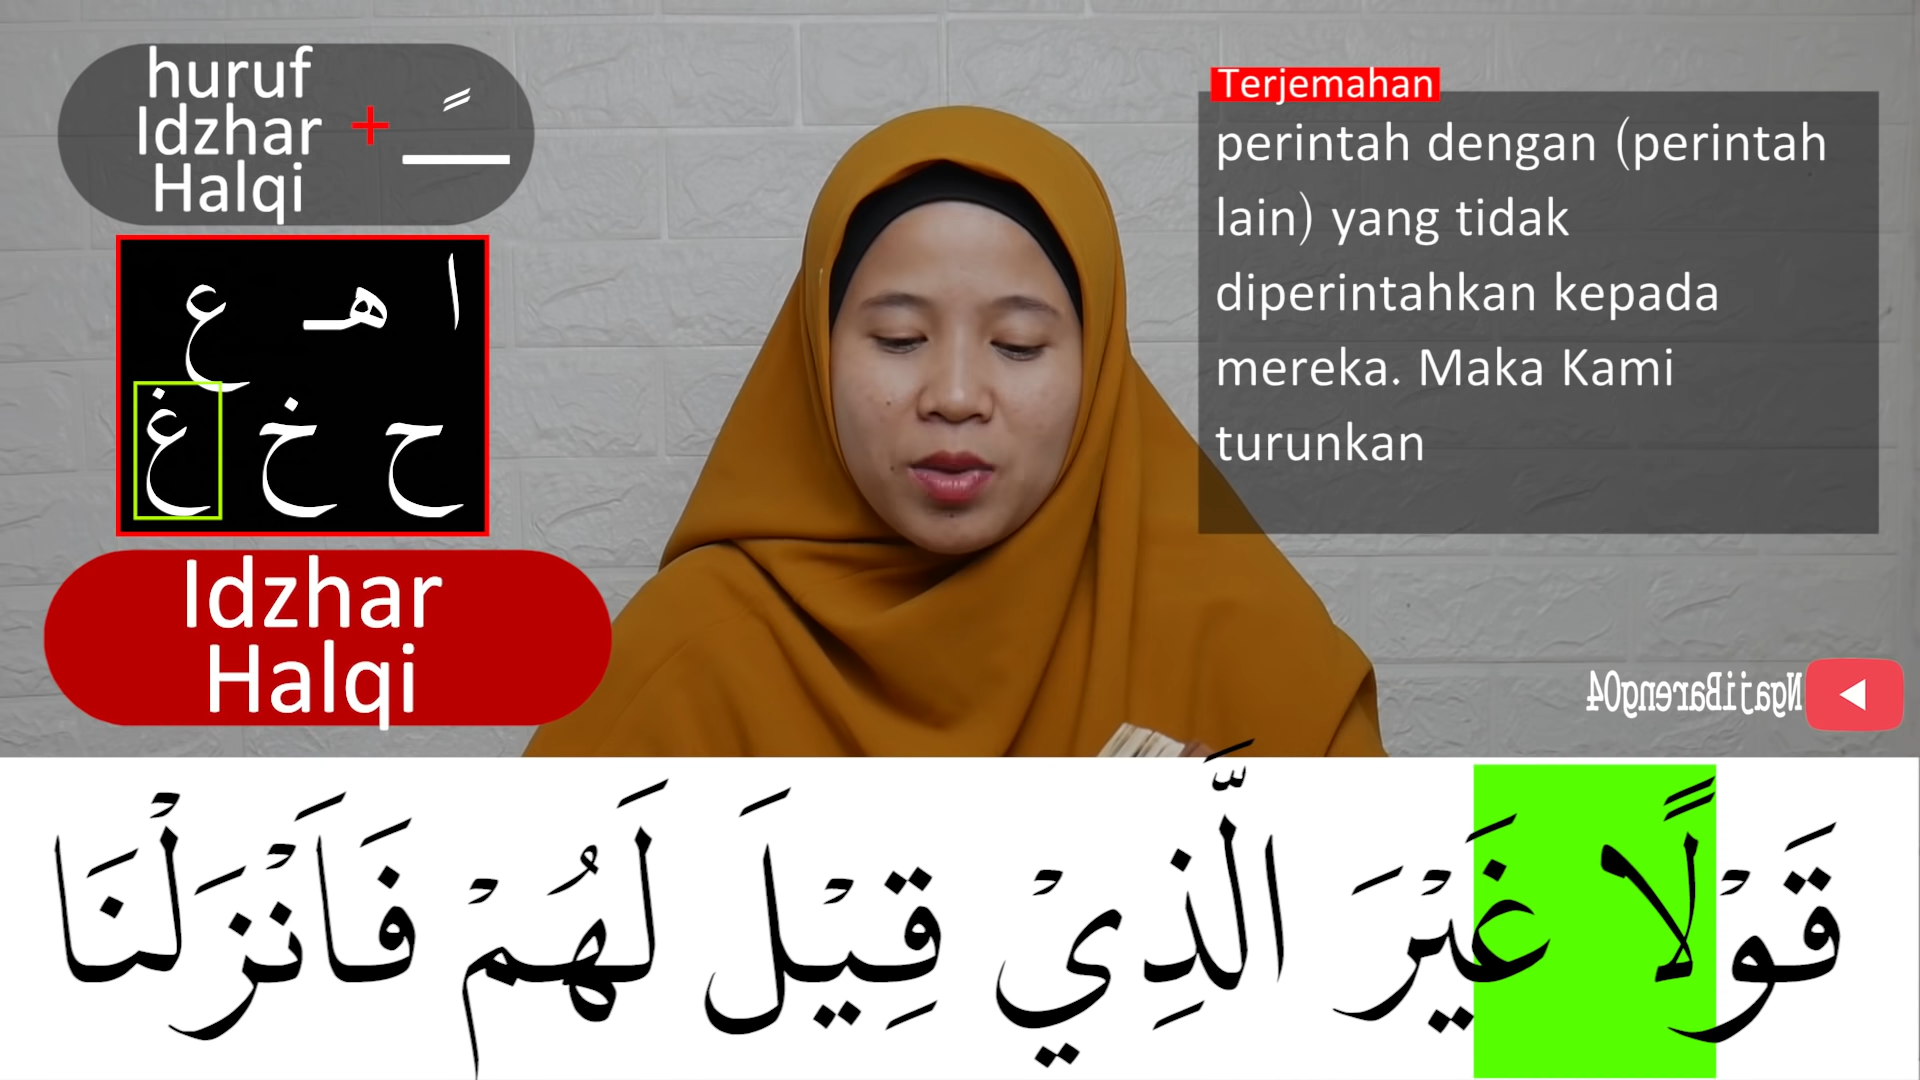 huruf
Idzhar
Halqi
+ ـًـ
ا هـ ع
ح خ غ
Idzhar
Halqi
Terjemahan
perintah dengan (perintah
lain) yang tidak
diperintahkan kepada
mereka. Maka Kami
turunkan
NgajiBareng04
قَوْلًا غَيْرَ الَّذِيْ قِيْلَ لَهُمْ فَاَنْزَلْنَا